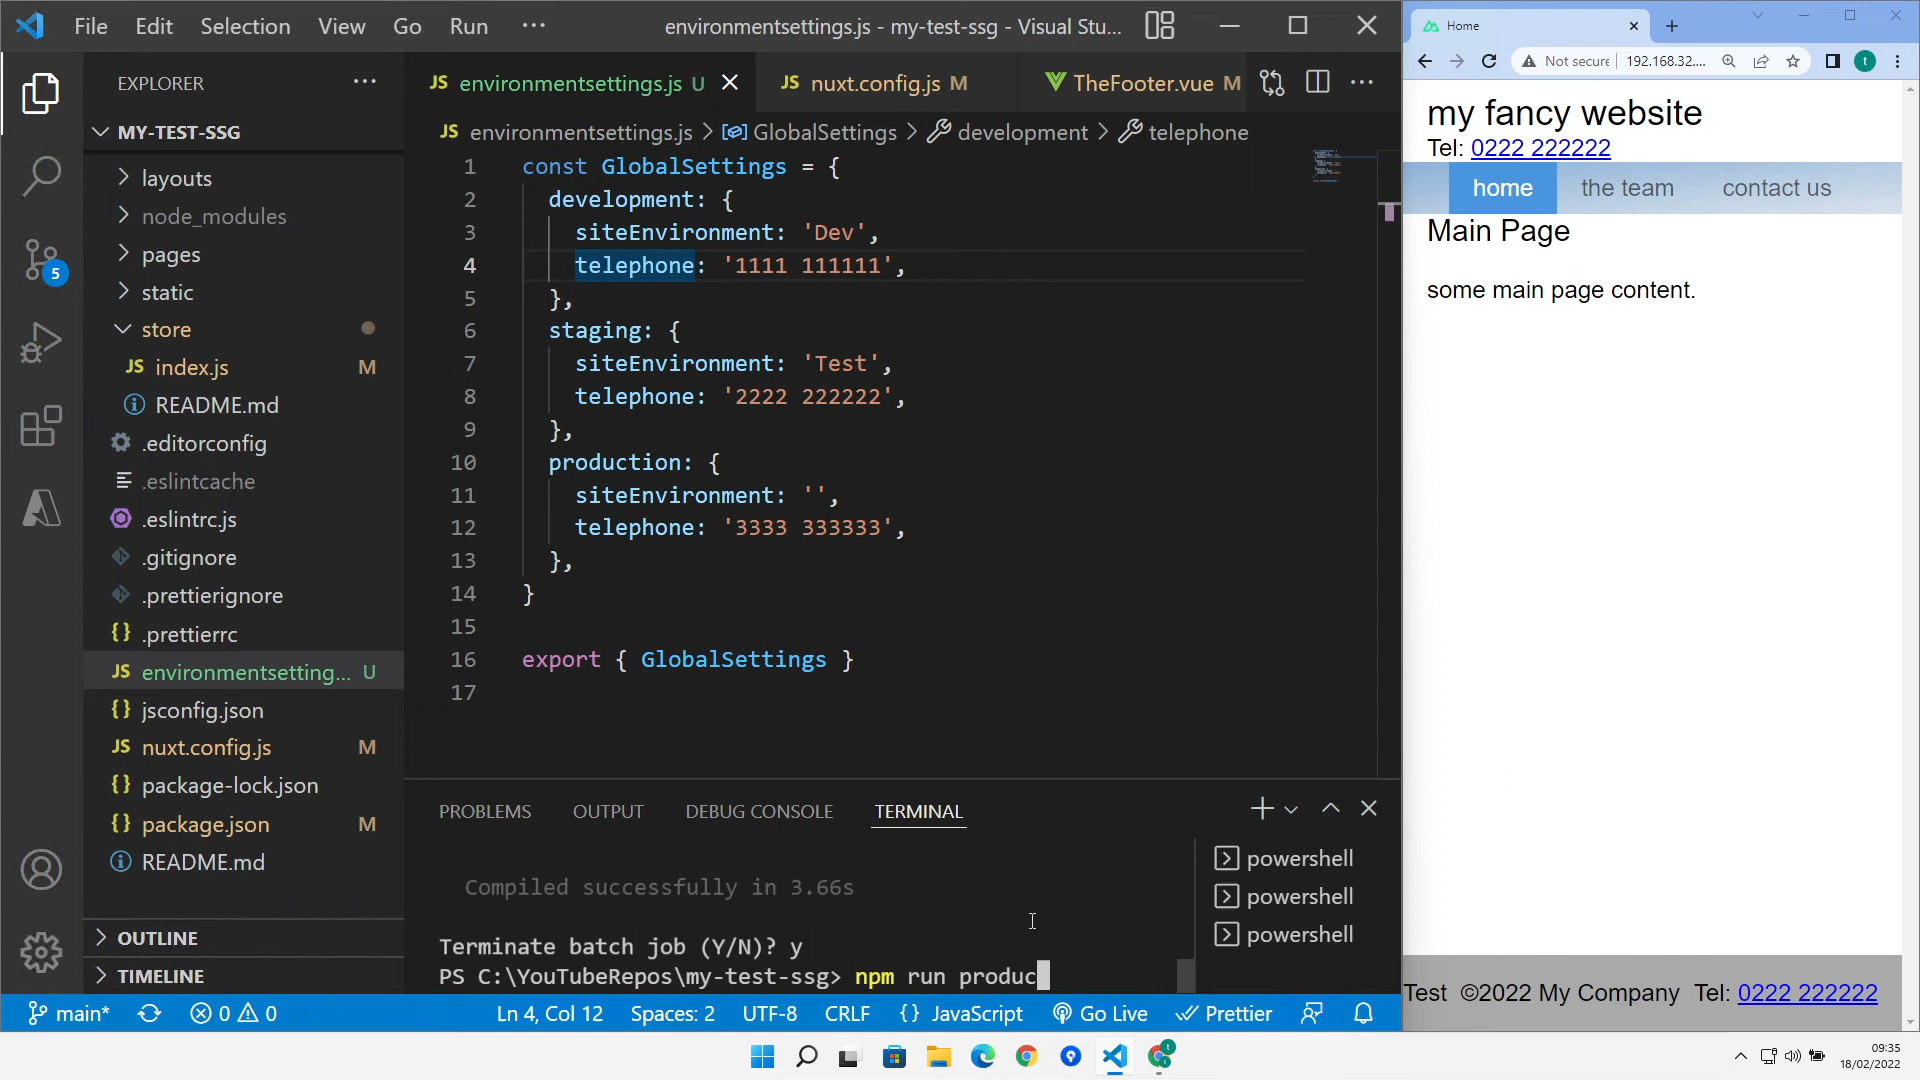 File Edit Selection View Go Run ··· environmentsettings.js - my-test-ssg - Visual Stu...
EXPLORER ···
MY-TEST-SSG
layouts
node_modules
pages
static
store
JS index.js M
README.md
.editorconfig
.eslintcache
.eslintrc.js
.gitignore
.prettierignore
{} .prettierrc
JS environmentsetting... U
{} jsconfig.json
JS nuxt.config.js M
{} package-lock.json
{} package.json M
README.md
OUTLINE
TIMELINE
5
JS environmentsettings.js U JS nuxt.config.js M TheFooter.vue M ···
JS environmentsettings.js > GlobalSettings > development > telephone
1 const GlobalSettings = {
2 development: {
3 siteEnvironment: 'Dev',
4 telephone: '1111 111111',
5 },
6 staging: {
7 siteEnvironment: 'Test',
8 telephone: '2222 222222',
9 },
10 production: {
11 siteEnvironment: '',
12 telephone: '3333 333333',
13 },
14 }
15
16 export { GlobalSettings }
17
PROBLEMS OUTPUT DEBUG CONSOLE TERMINAL
Compiled successfully in 3.66s
Terminate batch job (Y/N)? y
PS C:\YouTubeRepos\my-test-ssg> npm run produc
powershell
powershell
powershell
main* 0 0 Ln 4, Col 12 Spaces: 2 UTF-8 CRLF {} JavaScript Go Live Prettier
Home
Not secure 192.168.32.... t
my fancy website
Tel: 0222 222222
home the team contact us
Main Page
some main page content.
Test ©2022 My Company Tel: 0222 222222
t
09:35
18/02/2022